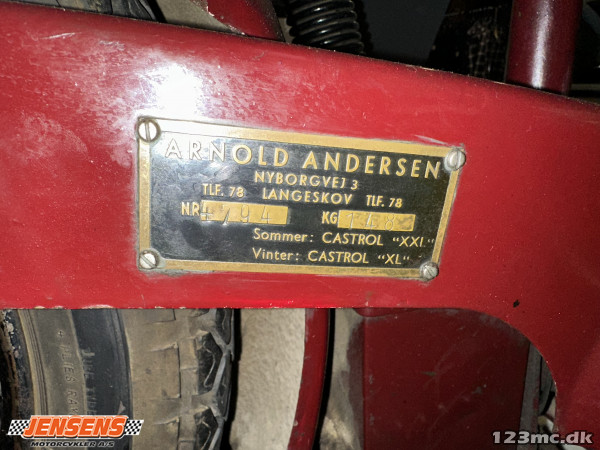 ARNOLD ANDERSEN
NYBORGVEJ 3
TLF. 78 LANGESKOV TLF. 78
NR 4794 KG
Sommer: CASTROL "XXL"
Vinter: CASTROL "XL"
JENSENS
MOTORCYKLER A/S
123mc.dk